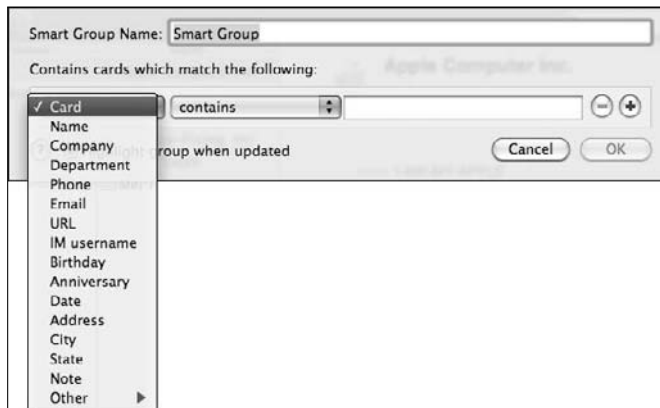 Smart Group Name: Smart Group
Contains cards which match the following:
Apple Computer Inc.
✓ Card contains
Name
Company
group when updated Cancel OK
Department
Phone
Email
URL
IM username
Birthday
Anniversary
Date
Address
City
State
Note
Other